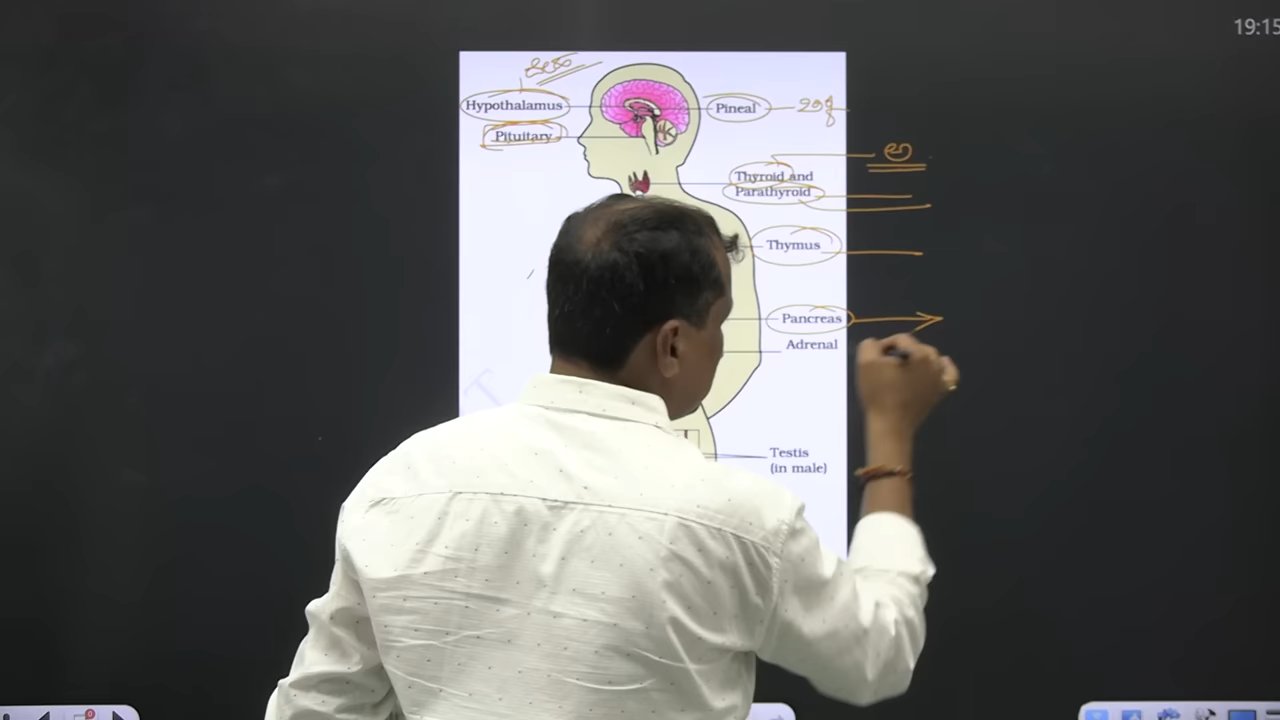 19:15
Hypothalamus
Pineal
Pituitary
Thyroid and
Parathyroid
Thymus
Pancreas
Adrenal
Testis
(in male)